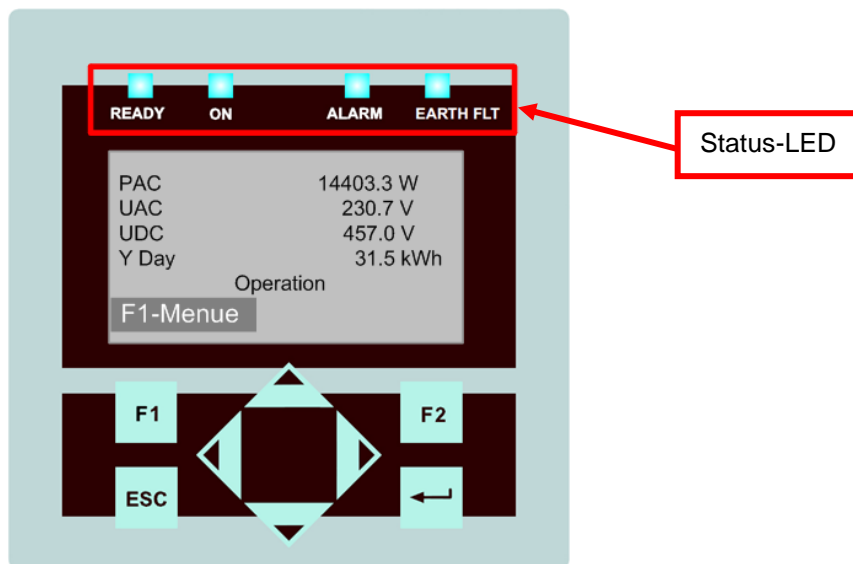 READY ON ALARM EARTH FLT
Status-LED
PAC 14403.3 W
UAC 230.7 V
UDC 457.0 V
Y Day 31.5 kWh
Operation
F1-Menue
F1 F2
ESC